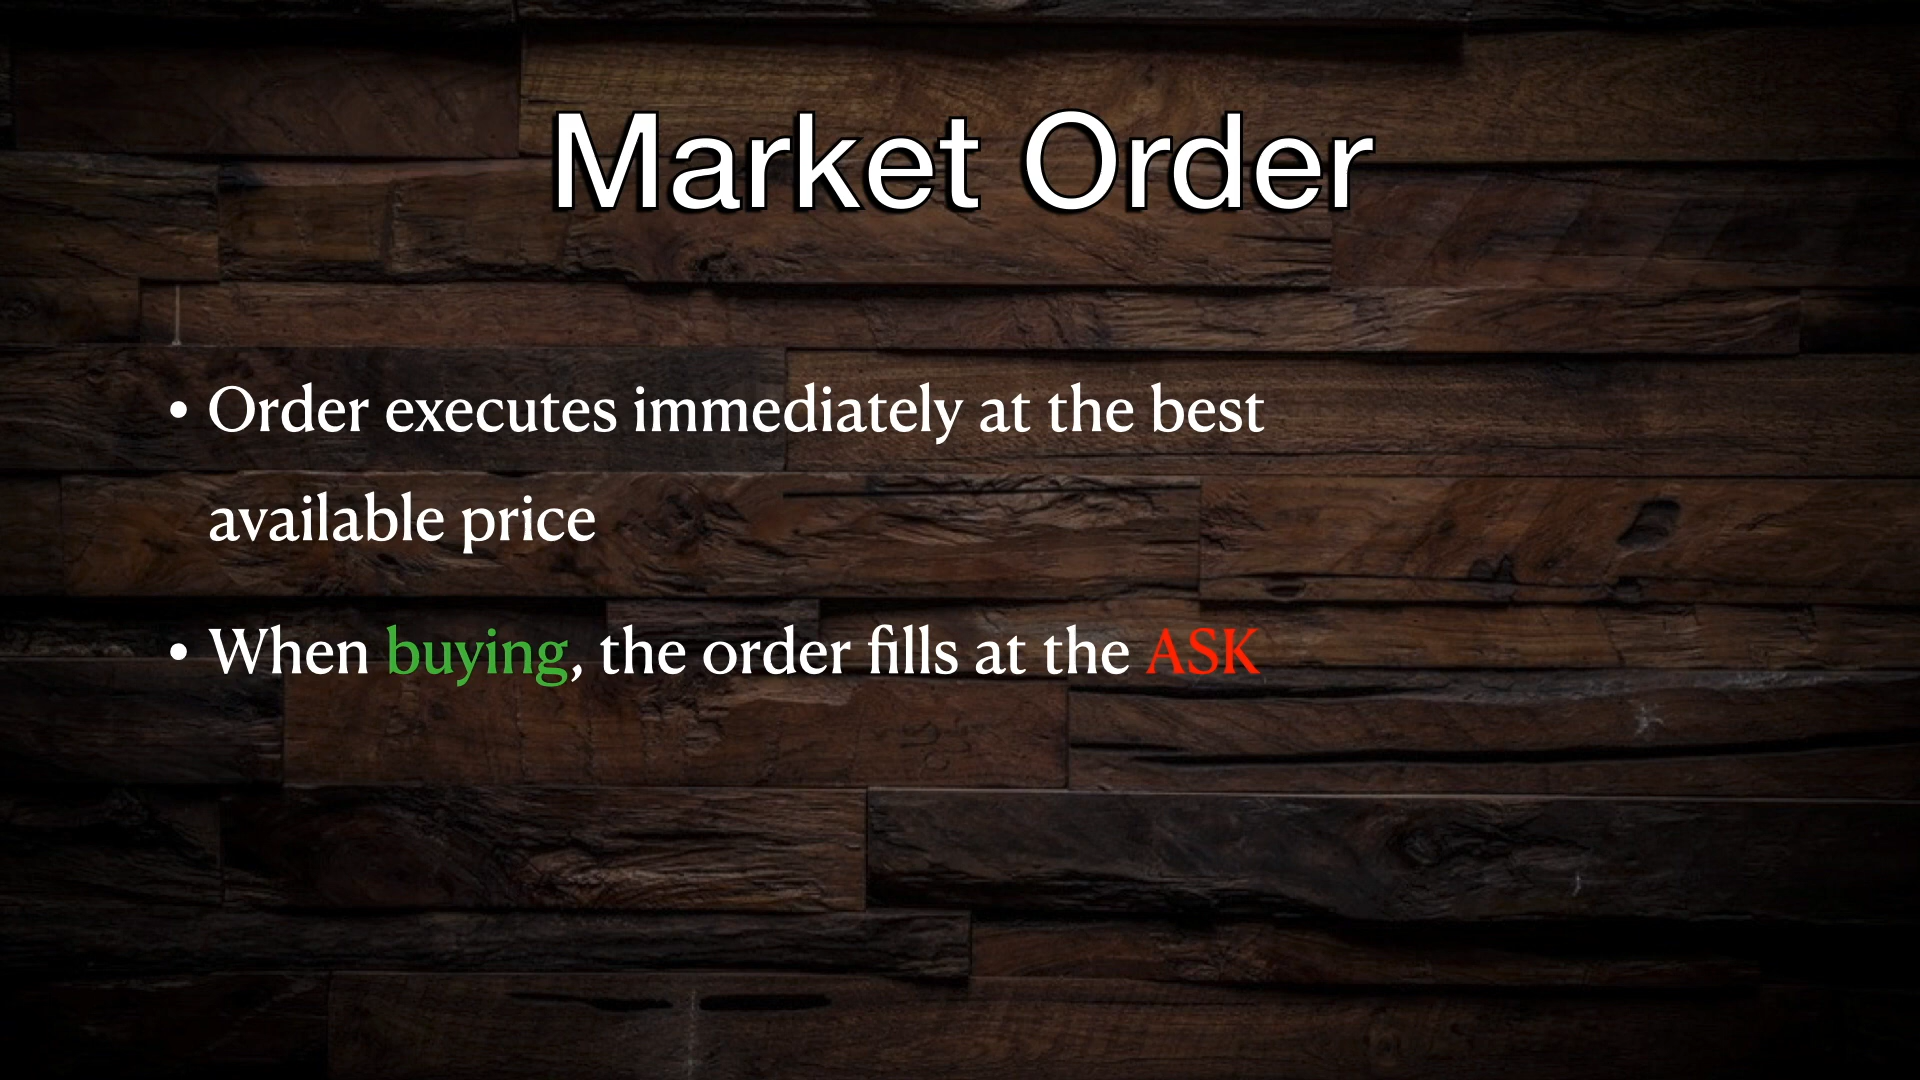 Market Order
• Order executes immediately at the best
available price
• When buying, the order fills at the ASK